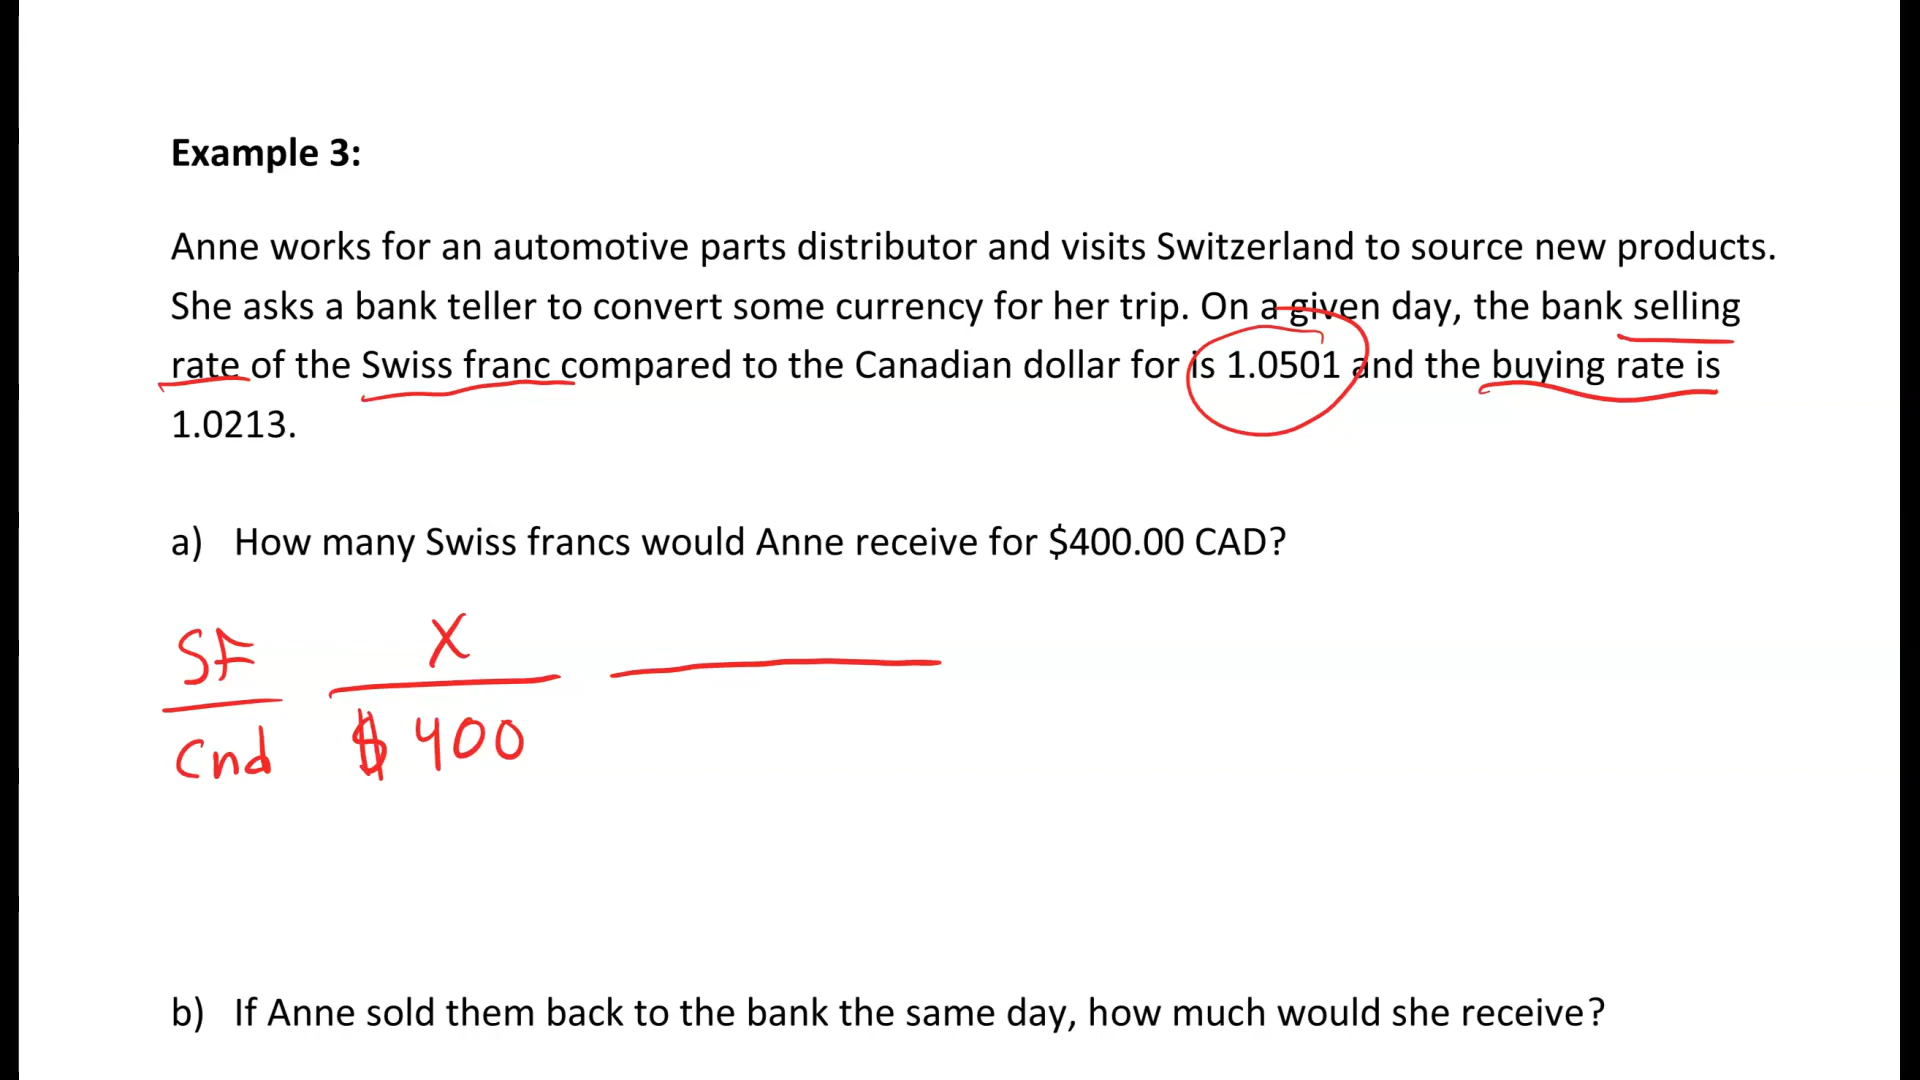 Example 3:
Anne works for an automotive parts distributor and visits Switzerland to source new products.
She asks a bank teller to convert some currency for her trip. On a given day, the bank selling
rate of the Swiss franc compared to the Canadian dollar for is 1.0501 and the buying rate is
1.0213.
a) How many Swiss francs would Anne receive for $400.00 CAD?
SF X
Cnd $ 400
b) If Anne sold them back to the bank the same day, how much would she receive?